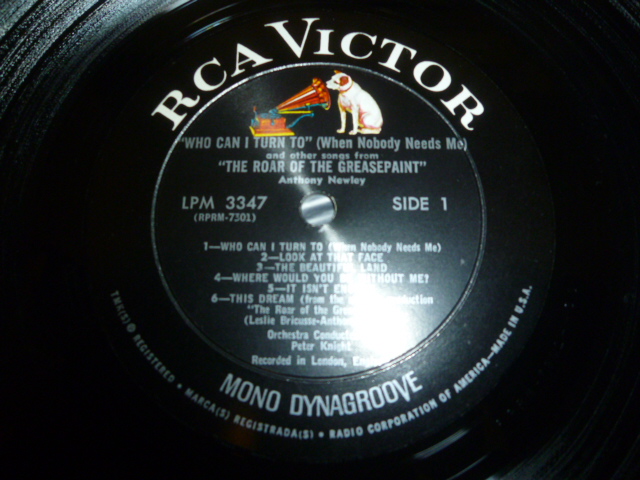 RCA VICTOR
"WHO CAN I TURN TO" (When Nobody Needs Me)
and other songs from
"THE ROAR OF THE GREASEPAINT"
Anthony Newley
LPM 3347
(RPRM-7301)
SIDE 1
1—WHO CAN I TURN TO (When Nobody Needs Me)
2—LOOK AT THAT FACE
3—THE BEAUTIFUL LAND
4—WHERE WOULD YOU BE WITHOUT ME?
5—IT ISN'T
6—THIS DREAM (from the
"The Roar of the
(Leslie Bricusse-
Orchestra
Peter Knight
Recorded in London,
MONO DYNAGROOVE
TMK(S) ® REGISTERED • MARCA(S) REGISTRADA(S) • RADIO CORPORATION OF AMERICA—MADE IN U.S.A.